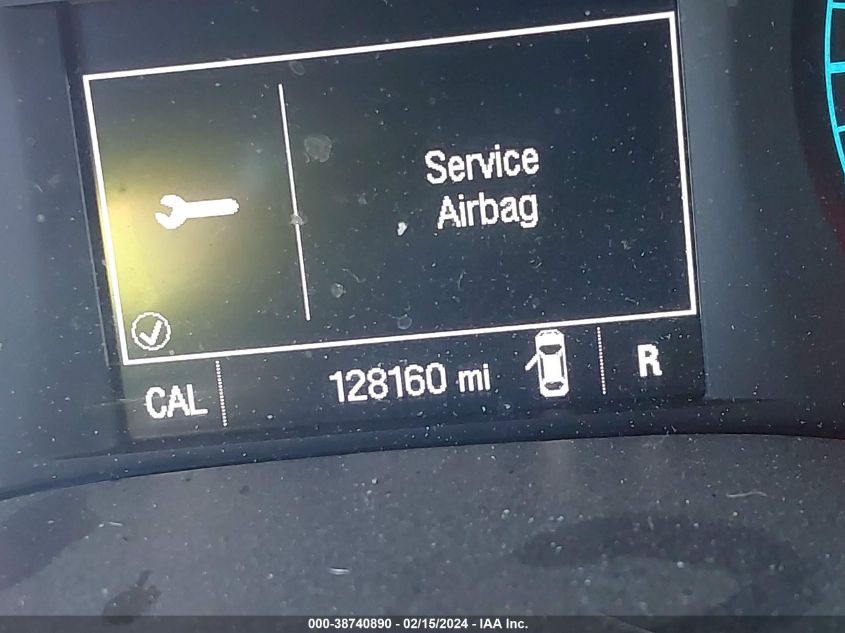 Service
Airbag
CAL 128160 mi R
000-38740890 - 02/15/2024 - IAA Inc.